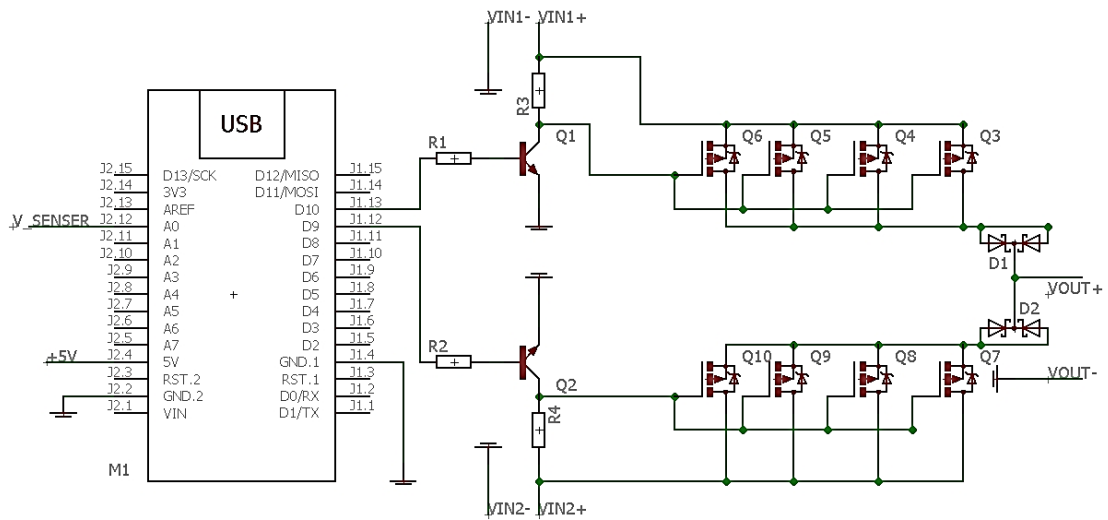 VIN1- VIN1+
USB
R3
Q1
Q6 Q5 Q4 Q3
R1
J2.15 D13/SCK D12/MISO J1.15
J2.14 3V3 D11/MOSI J1.14
J2.13 AREF D10 J1.13
V_SENSER J2.12 A0 D9 J1.12
J2.11 A1 D8 J1.11
J2.10 A2 D7 J1.10
J2.9 A3 D6 J1.9
J2.8 A4 D5 J1.8
J2.7 A5 D4 J1.7
J2.6 A6 D3 J1.6
J2.5 A7 D2 J1.5
+5V J2.4 5V GND.1 J1.4
J2.3 RST.2 RST.1 J1.3
J2.2 GND.2 D0/RX J1.2
J2.1 VIN D1/TX J1.1
M1
D1
VOUT+
D2
R2
Q2
Q10 Q9 Q8 Q7
VOUT-
R4
VIN2- VIN2+